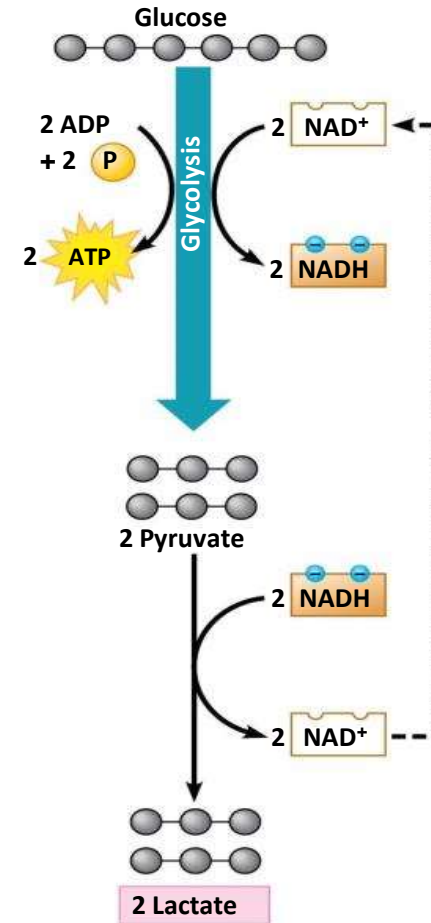 Glucose
2 ADP
+ 2 P
2 ATP
Glycolysis
2 NAD⁺
2 NADH
2 Pyruvate
2 NADH
2 NAD⁺
2 Lactate